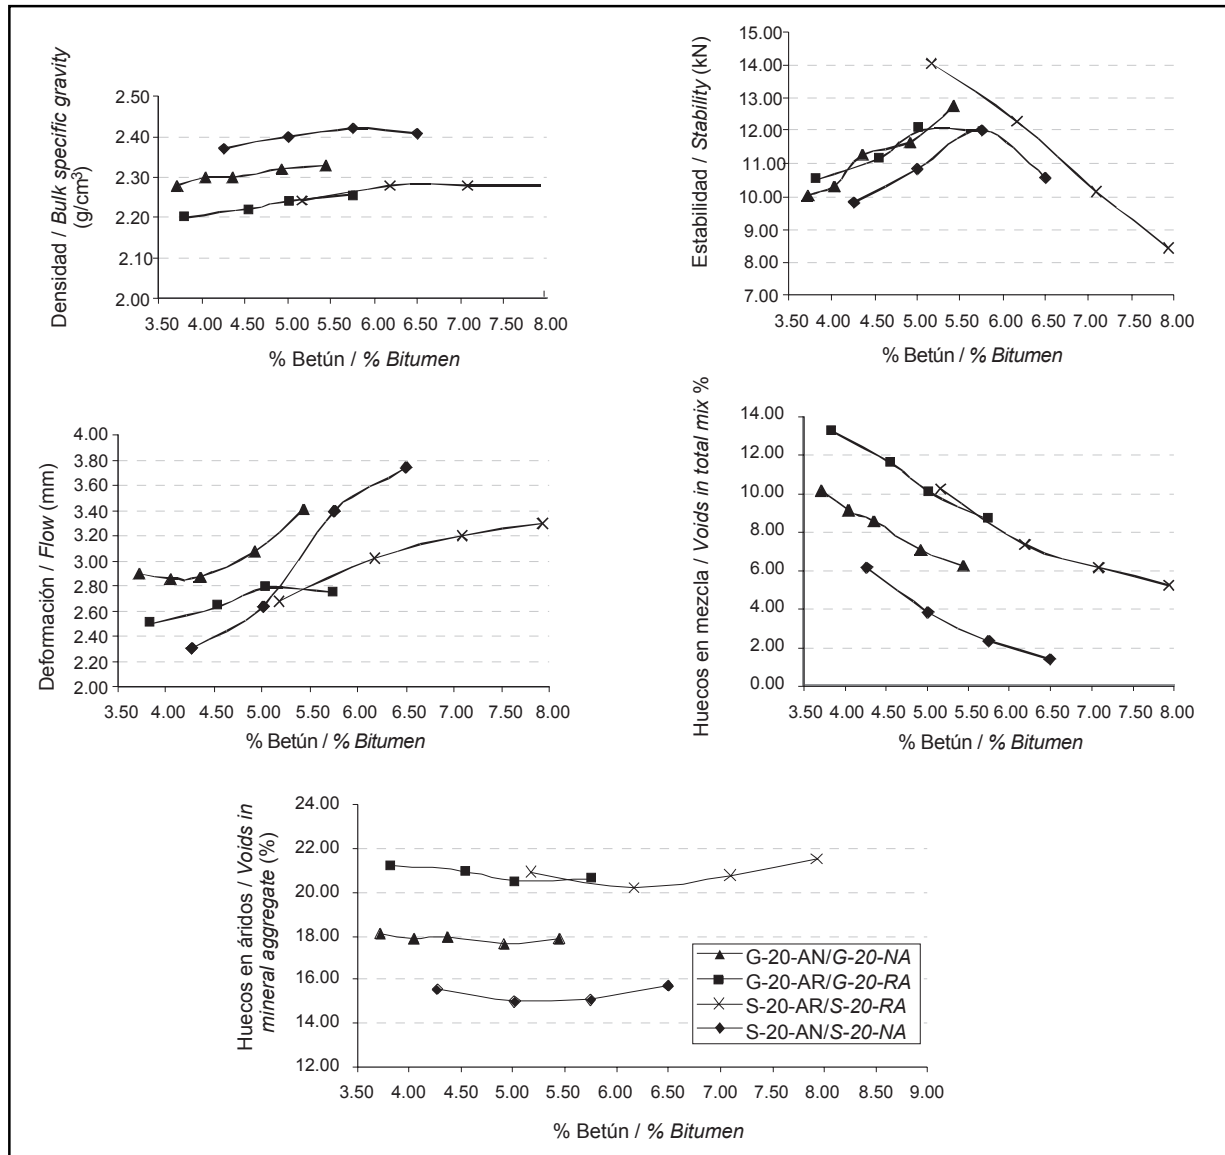 Densidad / Bulk specific gravity
(g/cm3)
2.50
2.40
2.30
2.20
2.10
2.00
3.50 4.00 4.50 5.00 5.50 6.00 6.50 7.00 7.50 8.00
% Betún / % Bitumen
Estabilidad / Stability (kN)
15.00
14.00
13.00
12.00
11.00
10.00
9.00
8.00
7.00
3.50 4.00 4.50 5.00 5.50 6.00 6.50 7.00 7.50 8.00
% Betún / % Bitumen
Deformación / Flow (mm)
4.00
3.80
3.60
3.40
3.20
3.00
2.80
2.60
2.40
2.20
2.00
3.50 4.00 4.50 5.00 5.50 6.00 6.50 7.00 7.50 8.00
% Betún / % Bitumen
Huecos en mezcla / Voids in total mix %
14.00
12.00
10.00
8.00
6.00
4.00
2.00
0.00
3.50 4.00 4.50 5.00 5.50 6.00 6.50 7.00 7.50 8.00
% Betún / % Bitumen
Huecos en áridos / Voids in
mineral aggregate (%)
24.00
22.00
20.00
18.00
16.00
14.00
12.00
3.50 4.00 4.50 5.00 5.50 6.00 6.50 7.00 7.50 8.00 8.50 9.00
% Betún / % Bitumen
G-20-AN/G-20-NA
G-20-AR/G-20-RA
S-20-AR/S-20-RA
S-20-AN/S-20-NA